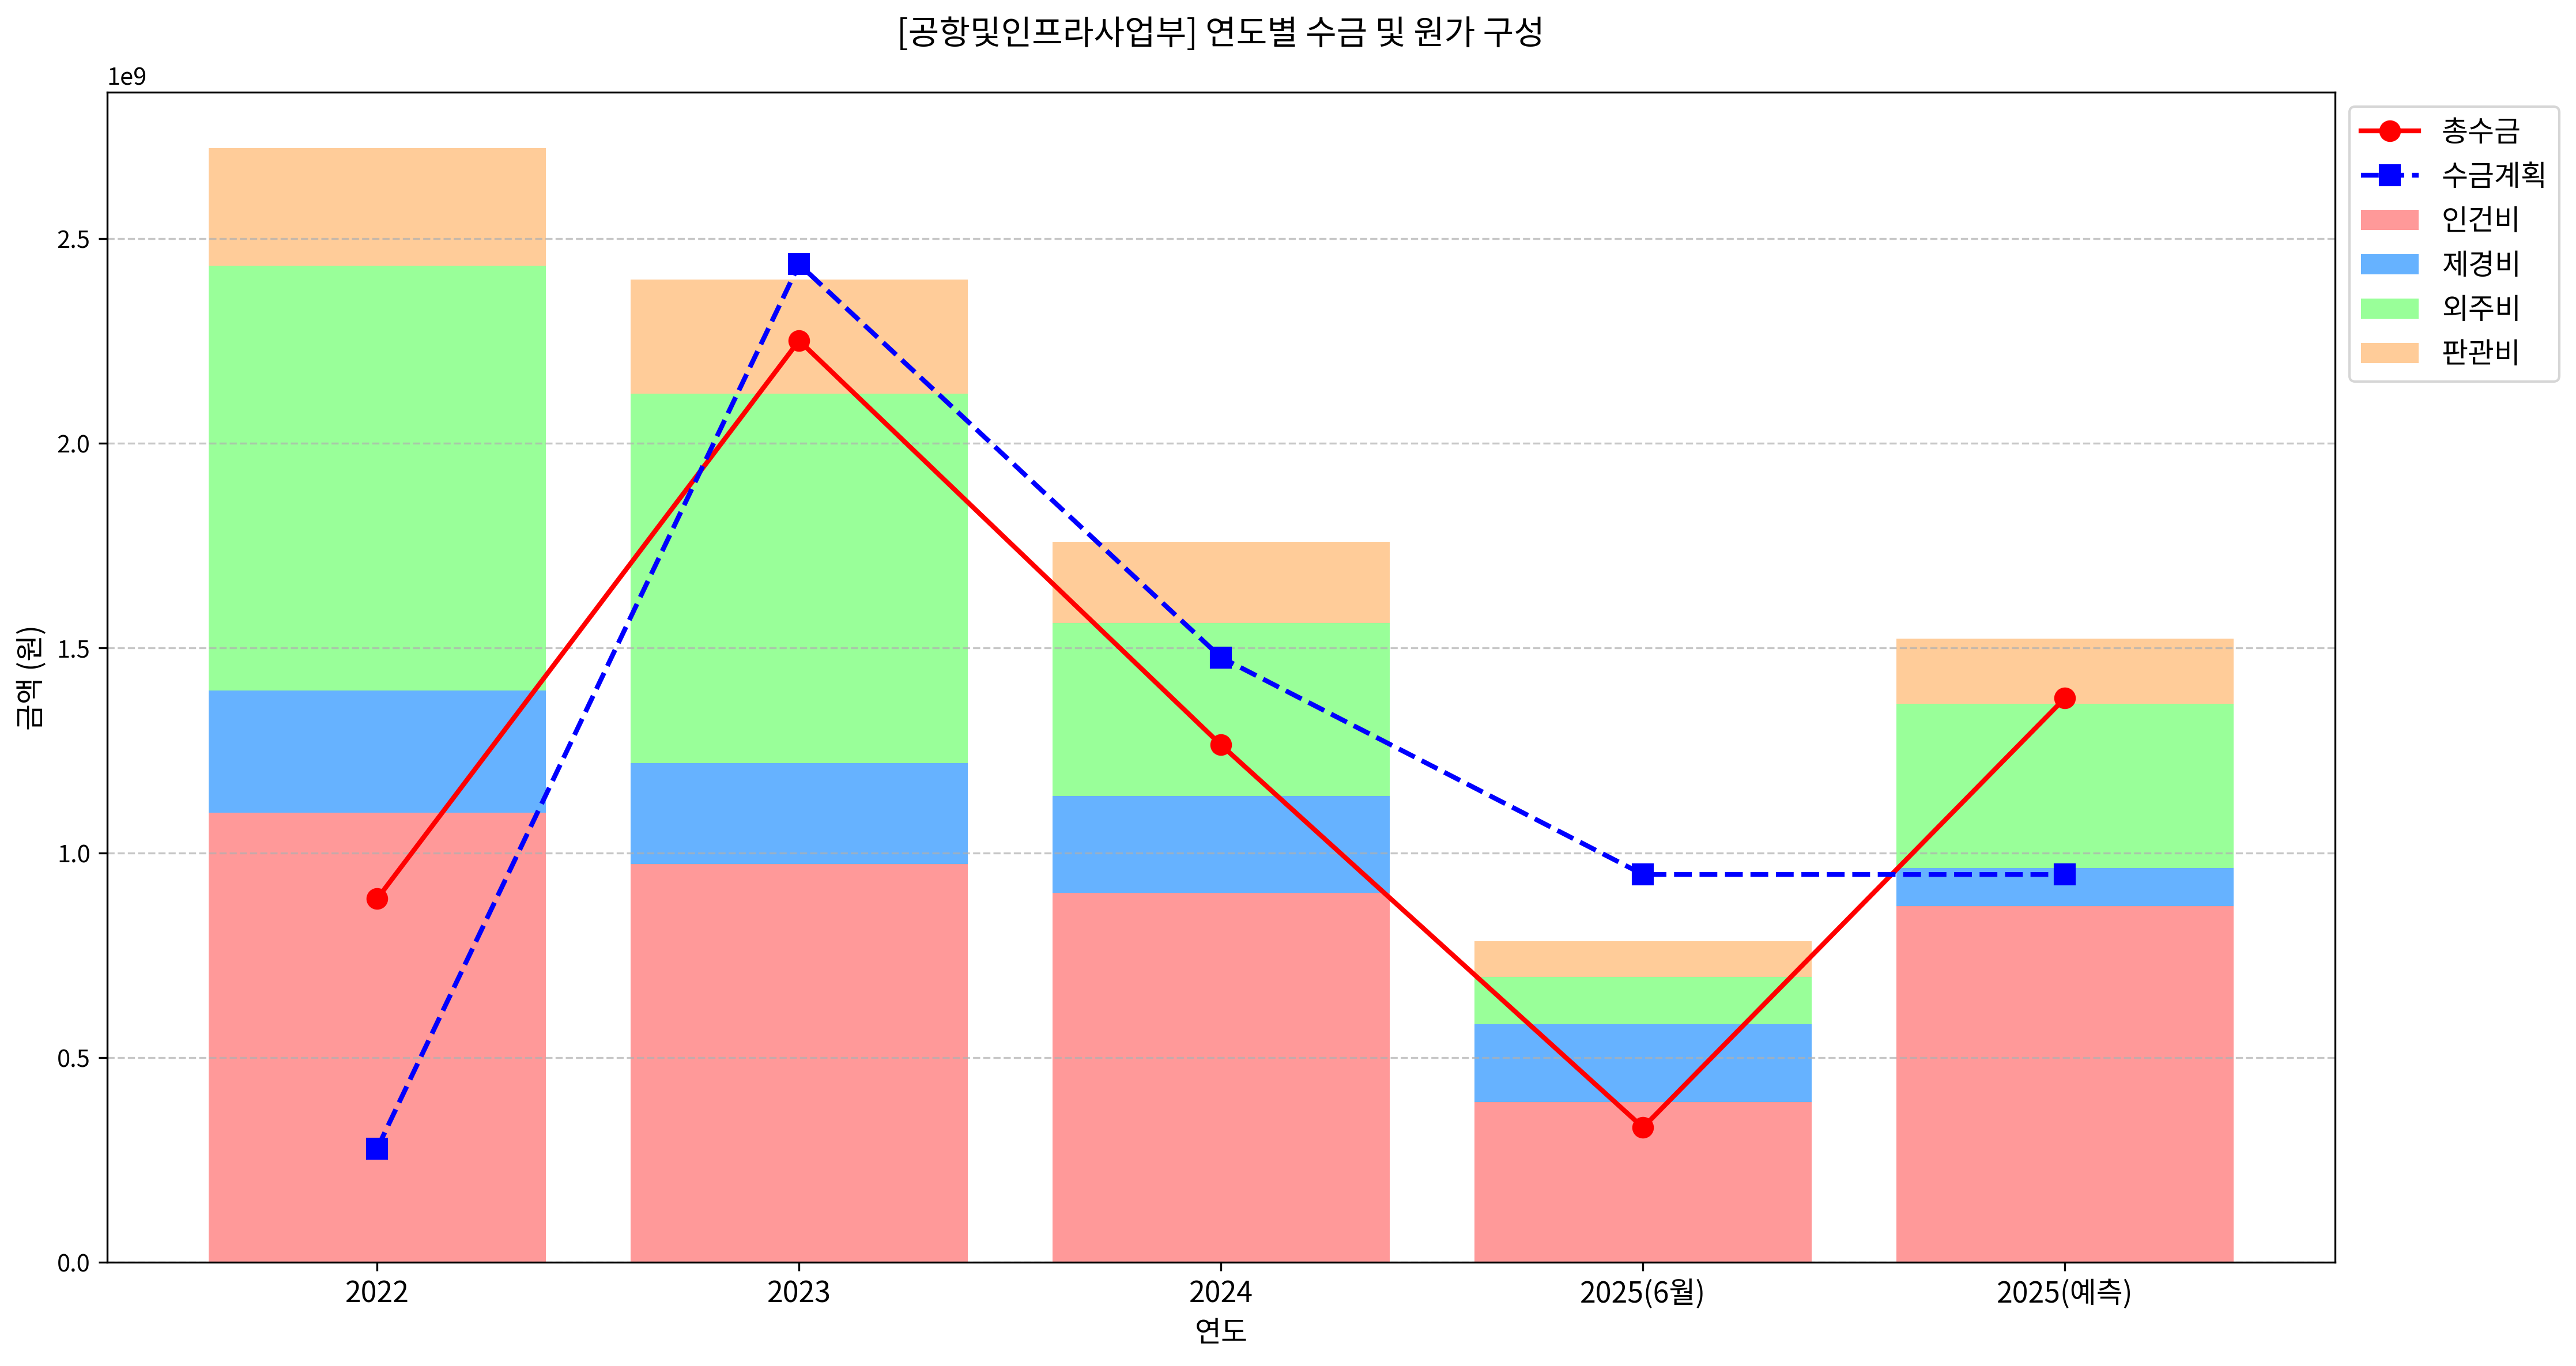 [공항및인프라사업부] 연도별 수금 및 원가 구성
1e9
총수금
수금계획
인건비
제경비
외주비
판관비
2.5
2.0
1.5
1.0
0.5
0.0
금액 (원)
2022
2023
2024
2025(6월)
2025(예측)
연도